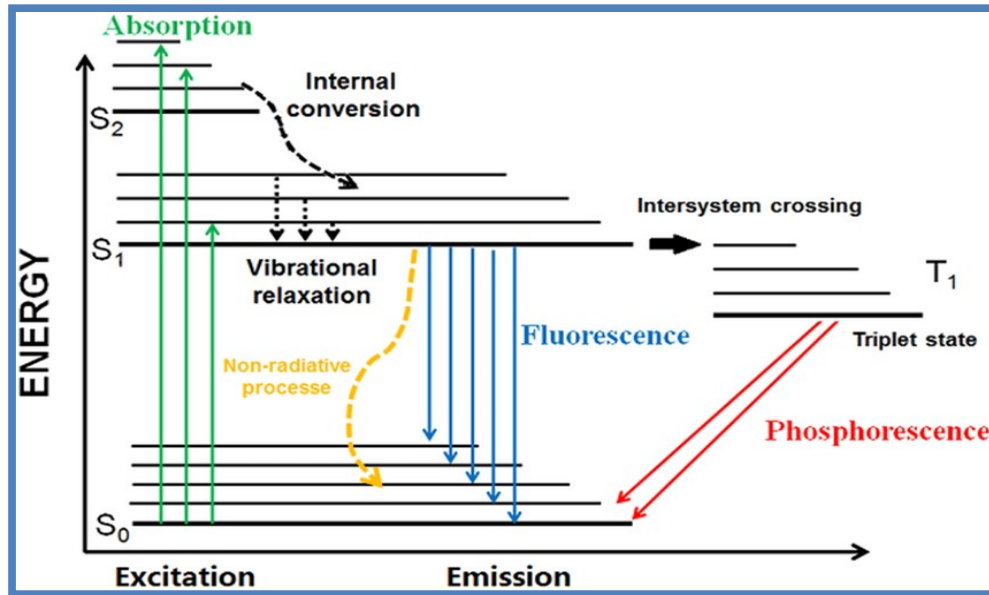 Absorption
Internal
conversion
S2
Intersystem crossing
S1
T1
Vibrational
relaxation
ENERGY
Fluorescence
Triplet state
Non-radiative
processe
Phosphorescence
S0
Excitation
Emission